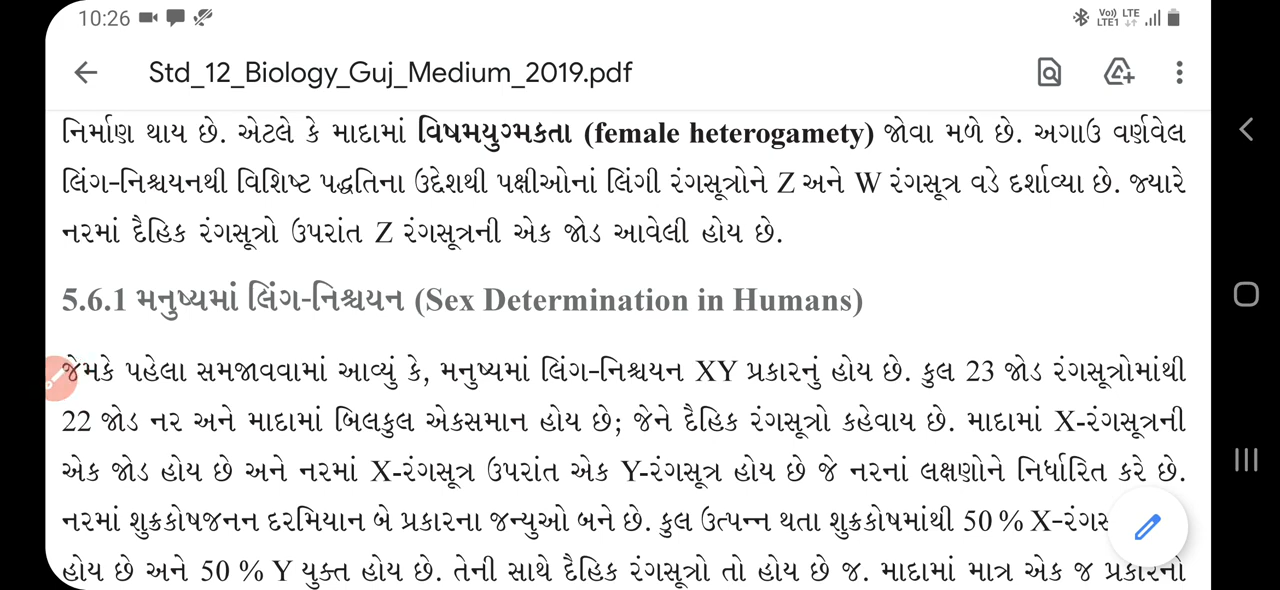 10:26
Vo)) LTE
LTE1
Std_12_Biology_Guj_Medium_2019.pdf
નિર્માણ થાય છે. એટલે કે માદામાં વિષમયુગ્મકતા (female heterogamety) જોવા મળે છે. અગાઉ વર્ણવેલ
લિંગ-નિશ્ચયનથી વિશિષ્ટ પદ્ધતિના ઉદેશથી પક્ષીઓનાં લિંગી રંગસૂત્રોને Z અને W રંગસૂત્ર વડે દર્શાવ્યા છે. જ્યારે
નરમાં દૈહિક રંગસૂત્રો ઉપરાંત Z રંગસૂત્રની એક જોડ આવેલી હોય છે.
5.6.1 મનુષ્યમાં લિંગ-નિશ્ચયન (Sex Determination in Humans)
જેમકે પહેલા સમજાવવામાં આવ્યું કે, મનુષ્યમાં લિંગ-નિશ્ચયન XY પ્રકારનું હોય છે. કુલ 23 જોડ રંગસૂત્રોમાંથી
22 જોડ નર અને માદામાં બિલકુલ એકસમાન હોય છે; જેને દૈહિક રંગસૂત્રો કહેવાય છે. માદામાં X-રંગસૂત્રની
એક જોડ હોય છે અને નરમાં X-રંગસૂત્ર ઉપરાંત એક Y-રંગસૂત્ર હોય છે જે નરનાં લક્ષણોને નિર્ધારિત કરે છે.
નરમાં શુક્રકોષજનન દરમિયાન બે પ્રકારના જન્યુઓ બને છે. કુલ ઉત્પન્ન થતા શુક્રકોષમાંથી 50 % X-રંગસ
હોય છે અને 50 % Y યુક્ત હોય છે. તેની સાથે દૈહિક રંગસૂત્રો તો હોય છે જ. માદામાં માત્ર એક જ પ્રકારનો